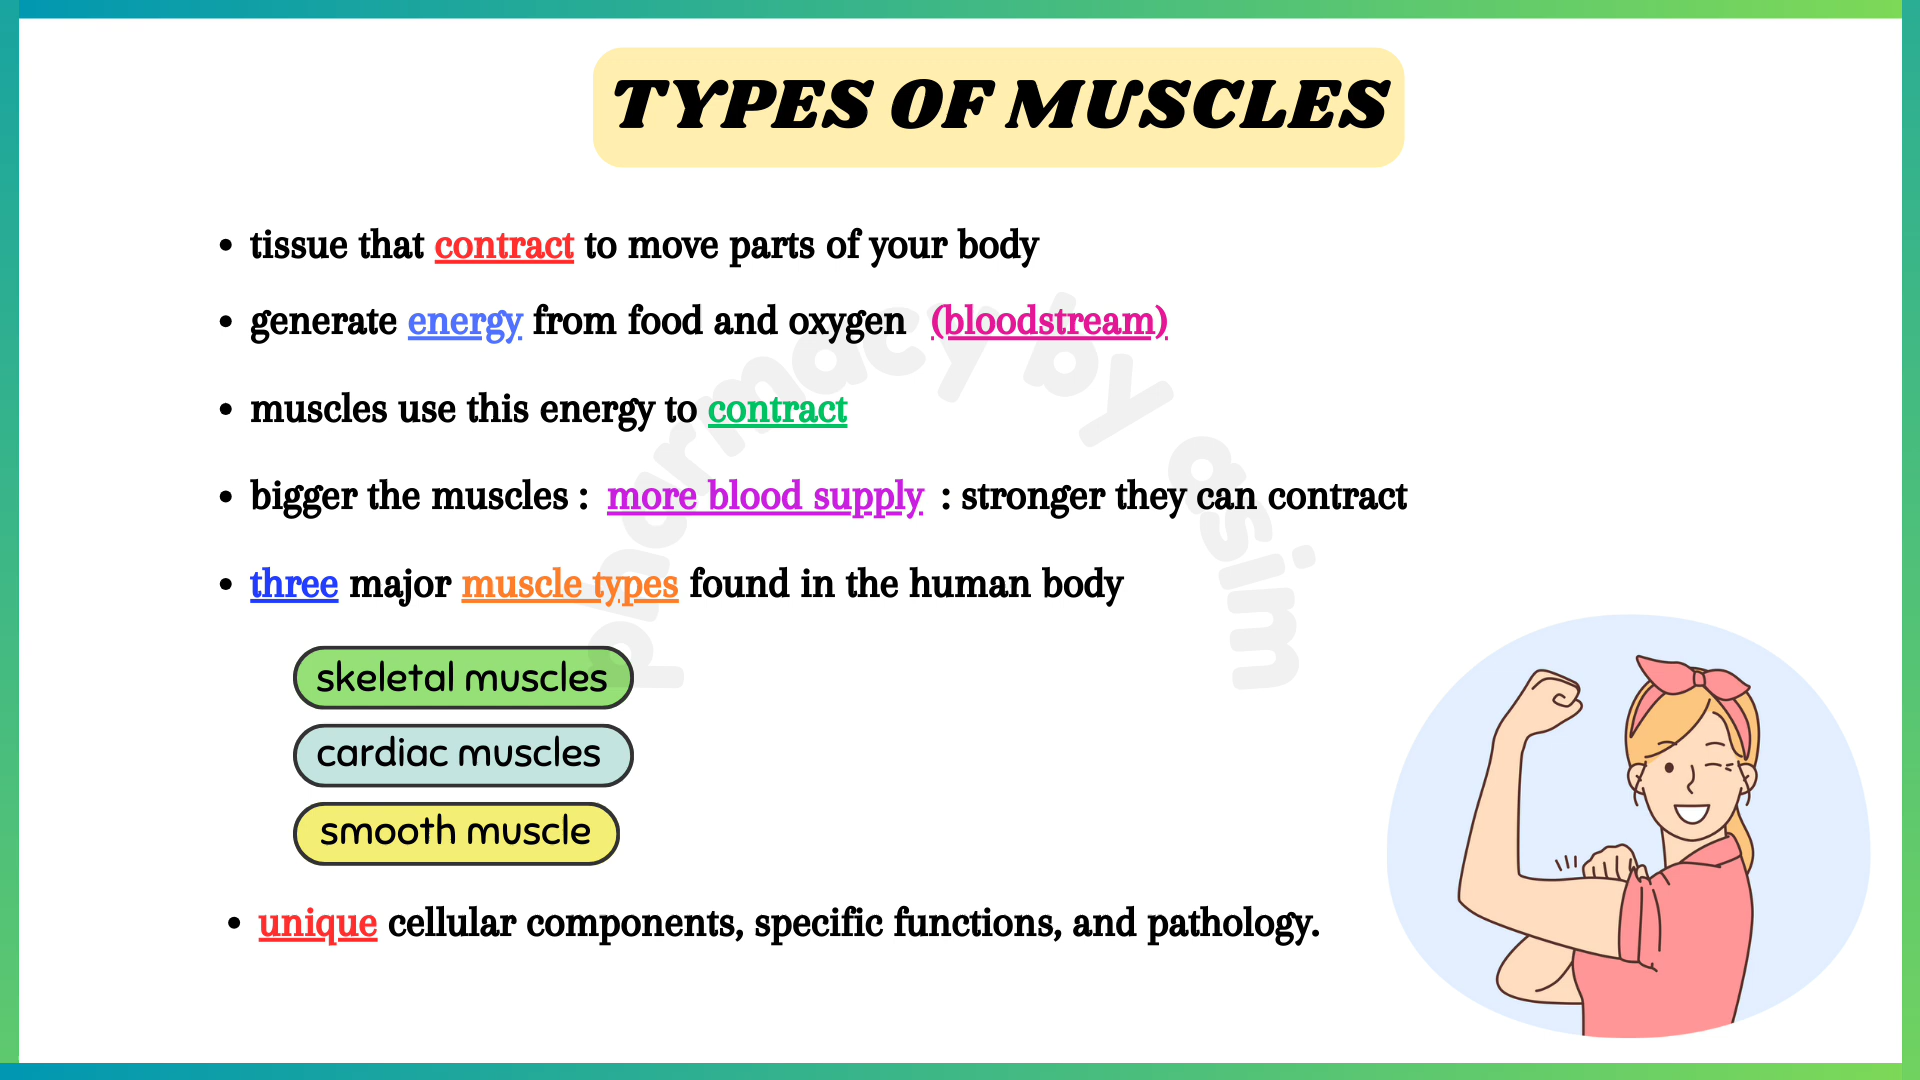 TYPES OF MUSCLES
• tissue that contract to move parts of your body
• generate energy from food and oxygen (bloodstream)
• muscles use this energy to contract
• bigger the muscles : more blood supply : stronger they can contract
• three major muscle types found in the human body
skeletal muscles
cardiac muscles
smooth muscle
• unique cellular components, specific functions, and pathology.
pharmacy by asim